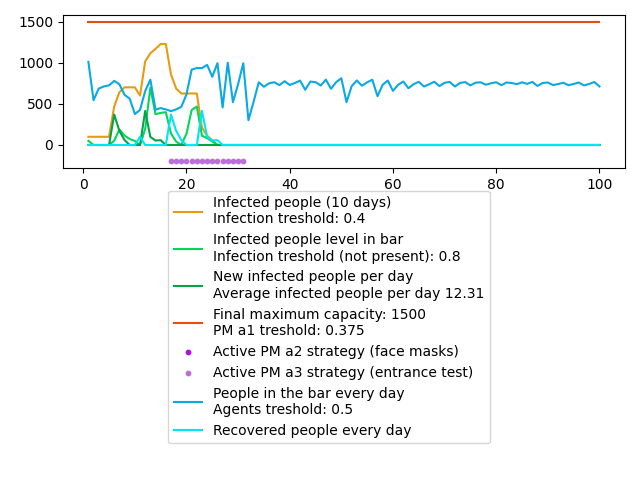 1500
1000
500
0
0 20 40 60 80 100
Infected people (10 days)
Infection treshold: 0.4
Infected people level in bar
Infection treshold (not present): 0.8
New infected people per day
Average infected people per day 12.31
Final maximum capacity: 1500
PM a1 treshold: 0.375
Active PM a2 strategy (face masks)
Active PM a3 strategy (entrance test)
People in the bar every day
Agents treshold: 0.5
Recovered people every day